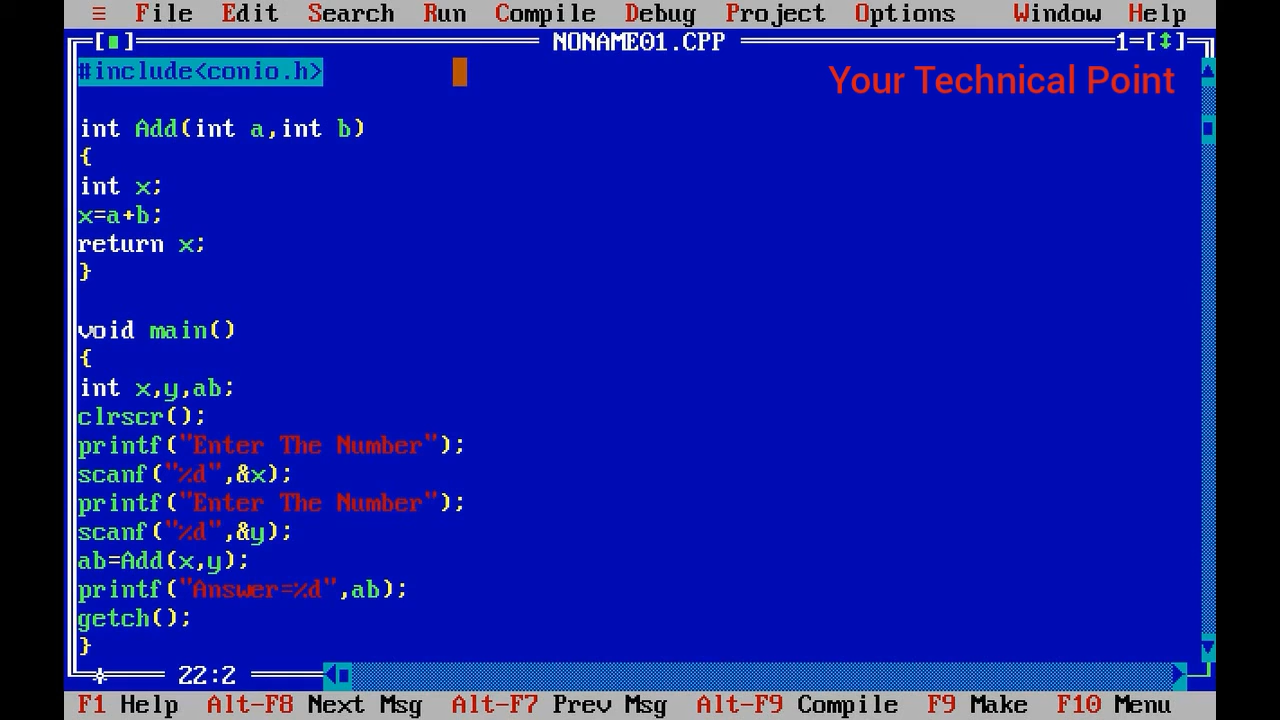 ≡ File Edit Search Run Compile Debug Project Options Window Help
[■] NONAME01.CPP 1=[↕]
Your Technical Point
#include<conio.h>
int Add(int a,int b)
{
int x;
x=a+b;
return x;
}
void main()
{
int x,y,ab;
clrscr();
printf("Enter The Number");
scanf("%d",&x);
printf("Enter The Number");
scanf("%d",&y);
ab=Add(x,y);
printf("Answer=%d",ab);
getch();
}
22:2
F1 Help Alt-F8 Next Msg Alt-F7 Prev Msg Alt-F9 Compile F9 Make F10 Menu